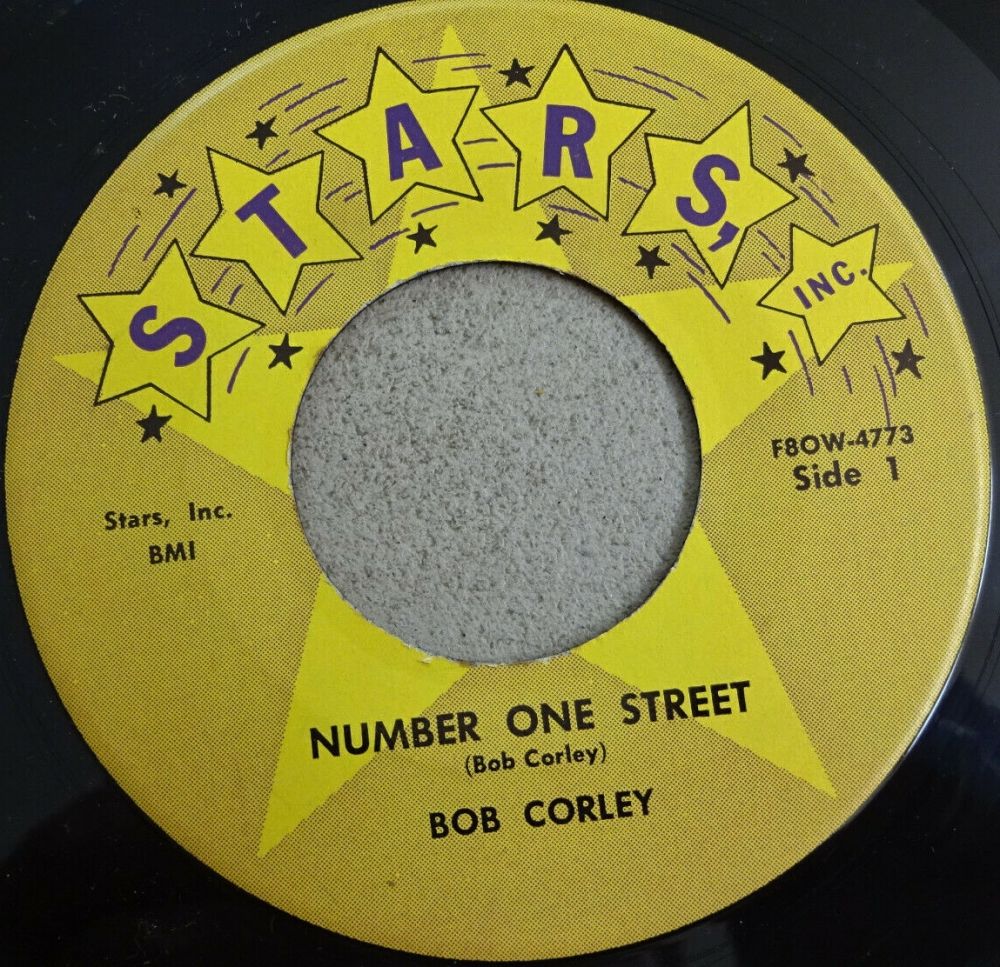 STARS, INC.
F8OW-4773
Side 1
Stars, Inc.
BMI
NUMBER ONE STREET
(Bob Corley)
BOB CORLEY